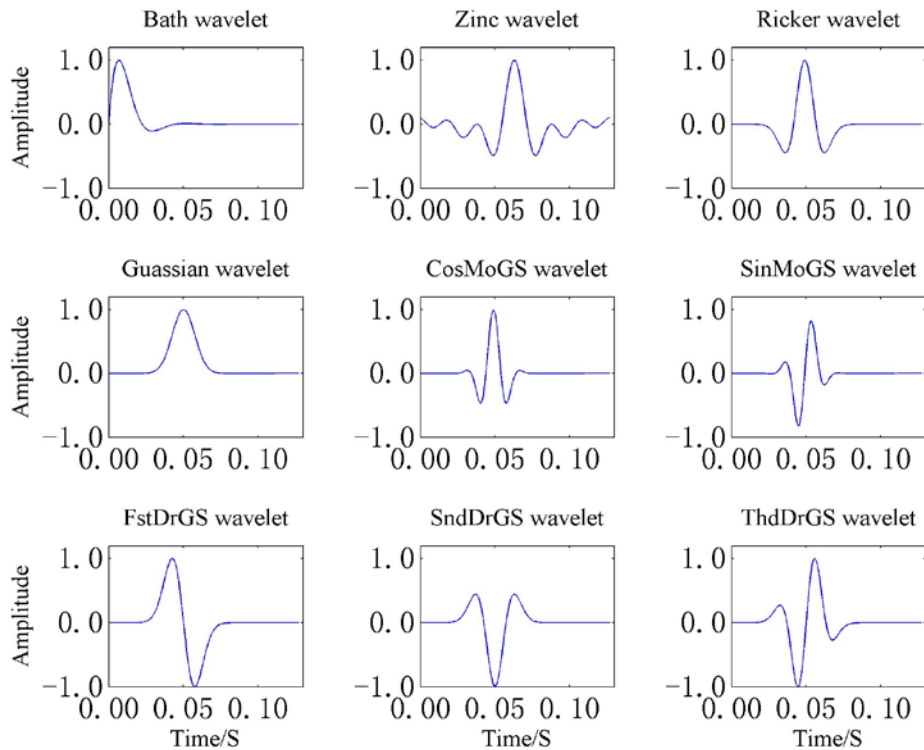 Bath wavelet
Zinc wavelet
Ricker wavelet
Amplitude
1.0
0.0
-1.0
0.00 0.05 0.10
1.0
0.0
-1.0
0.00 0.05 0.10
1.0
0.0
-1.0
0.00 0.05 0.10
Guassian wavelet
CosMoGS wavelet
SinMoGS wavelet
Amplitude
1.0
0.0
-1.0
0.00 0.05 0.10
1.0
0.0
-1.0
0.00 0.05 0.10
1.0
0.0
-1.0
0.00 0.05 0.10
FstDrGS wavelet
SndDrGS wavelet
ThdDrGS wavelet
Amplitude
1.0
0.0
-1.0
0.00 0.05 0.10
Time/S
1.0
0.0
-1.0
0.00 0.05 0.10
Time/S
1.0
0.0
-1.0
0.00 0.05 0.10
Time/S